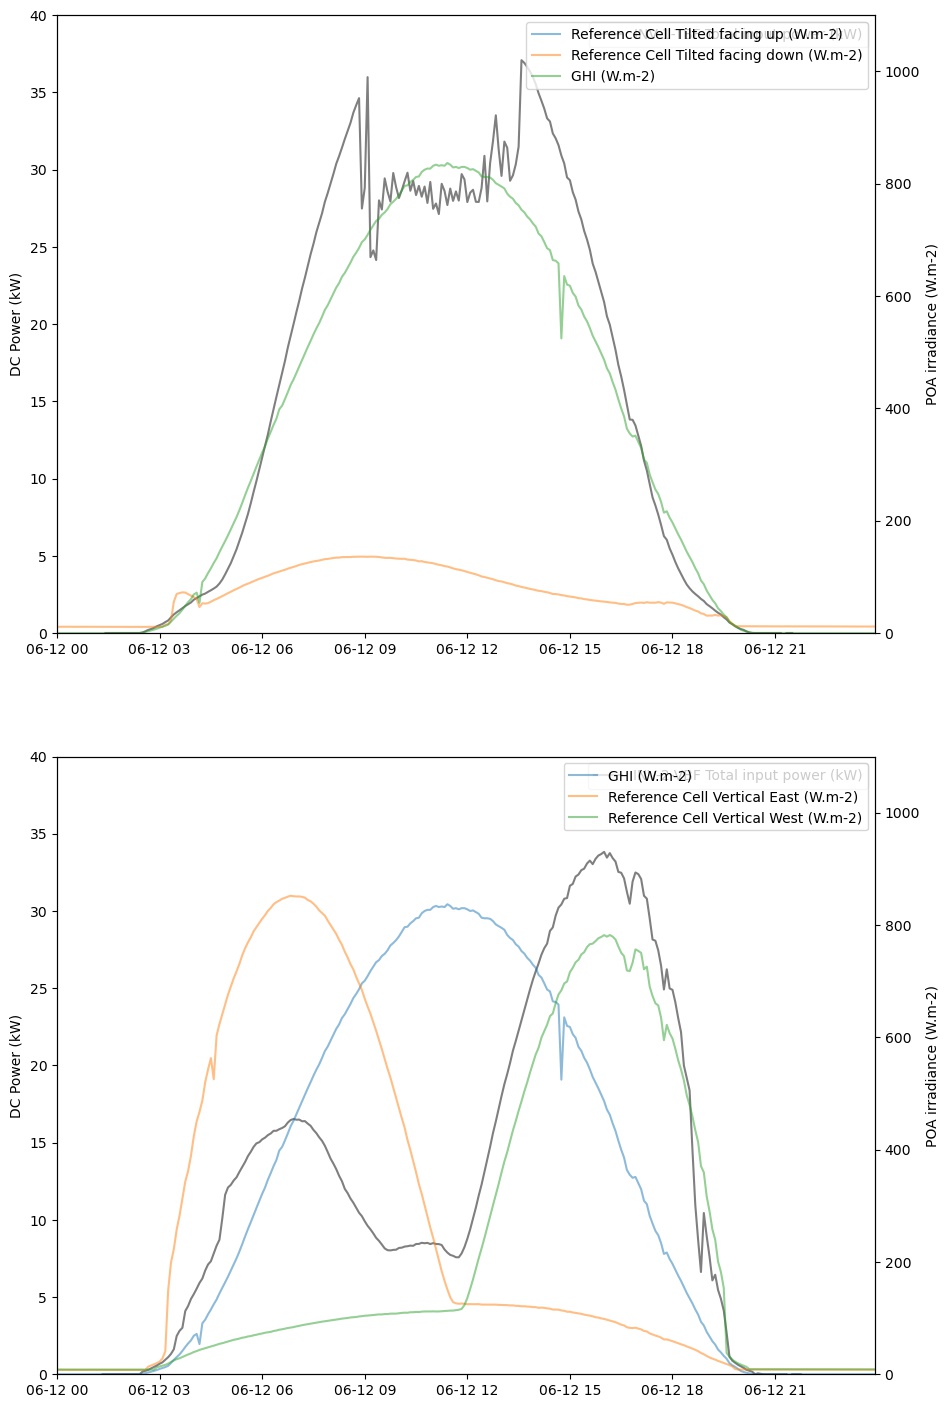 40
35
30
25
20
15
10
5
0
DC Power (kW)
Reference Cell Tilted facing up (W.m-2)
Reference Cell Tilted facing down (W.m-2)
GHI (W.m-2)
1000
800
600
400
200
0
POA irradiance (W.m-2)
06-12 00 06-12 03 06-12 06 06-12 09 06-12 12 06-12 15 06-12 18 06-12 21
40
35
30
25
20
15
10
5
0
DC Power (kW)
GHI (W.m-2) Total input power (kW)
Reference Cell Vertical East (W.m-2)
Reference Cell Vertical West (W.m-2)
1000
800
600
400
200
0
POA irradiance (W.m-2)
06-12 00 06-12 03 06-12 06 06-12 09 06-12 12 06-12 15 06-12 18 06-12 21